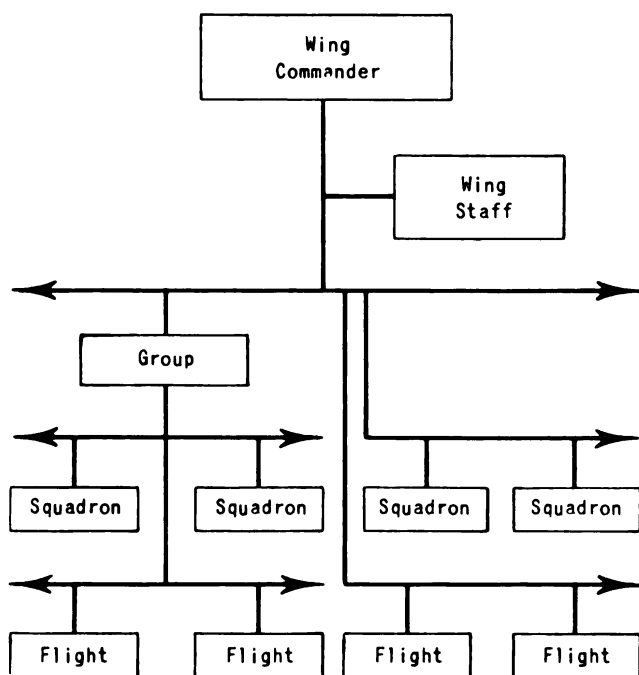 Wing
Commander
Wing
Staff
Group
Squadron
Squadron
Squadron
Squadron
Flight
Flight
Flight
Flight